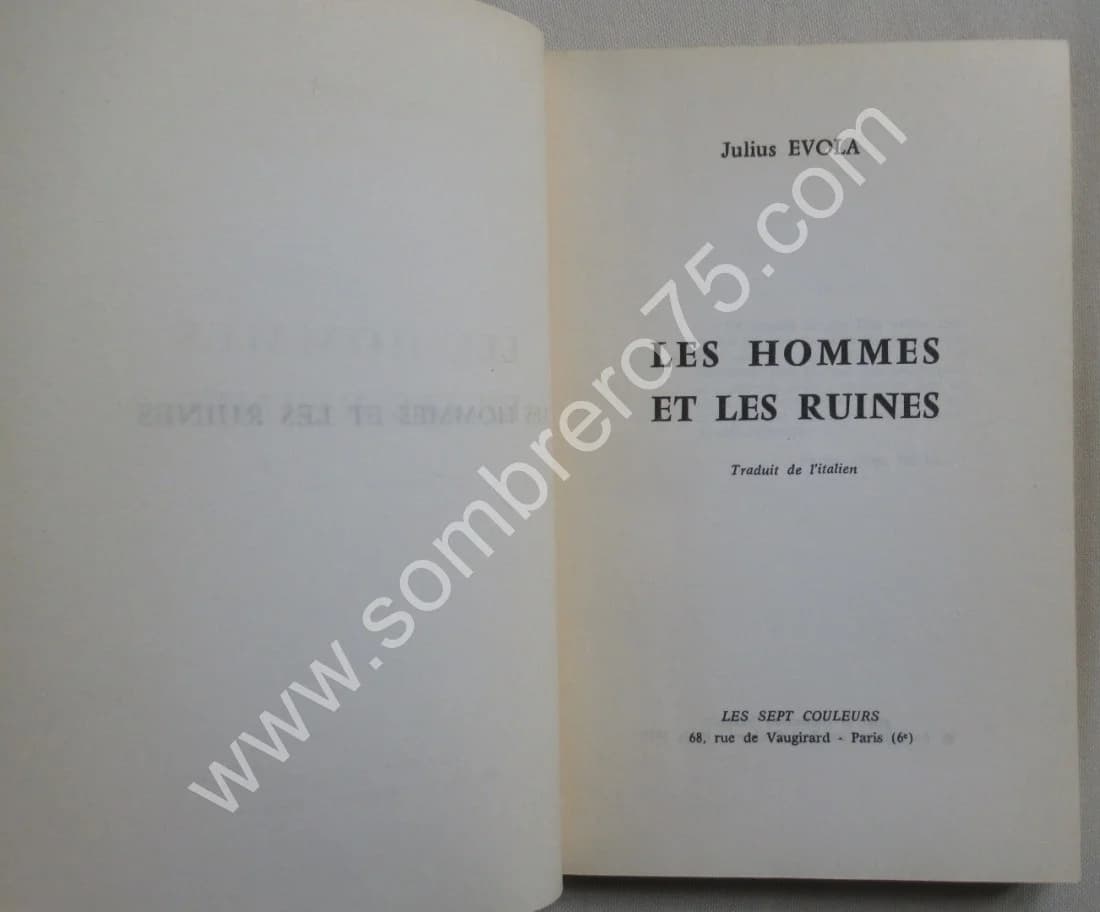 Julius EVOLA
LES HOMMES
ET LES RUINES
Traduit de l'italien
LES SEPT COULEURS
68, rue de Vaugirard - Paris (6e)
www.sombrero75.com